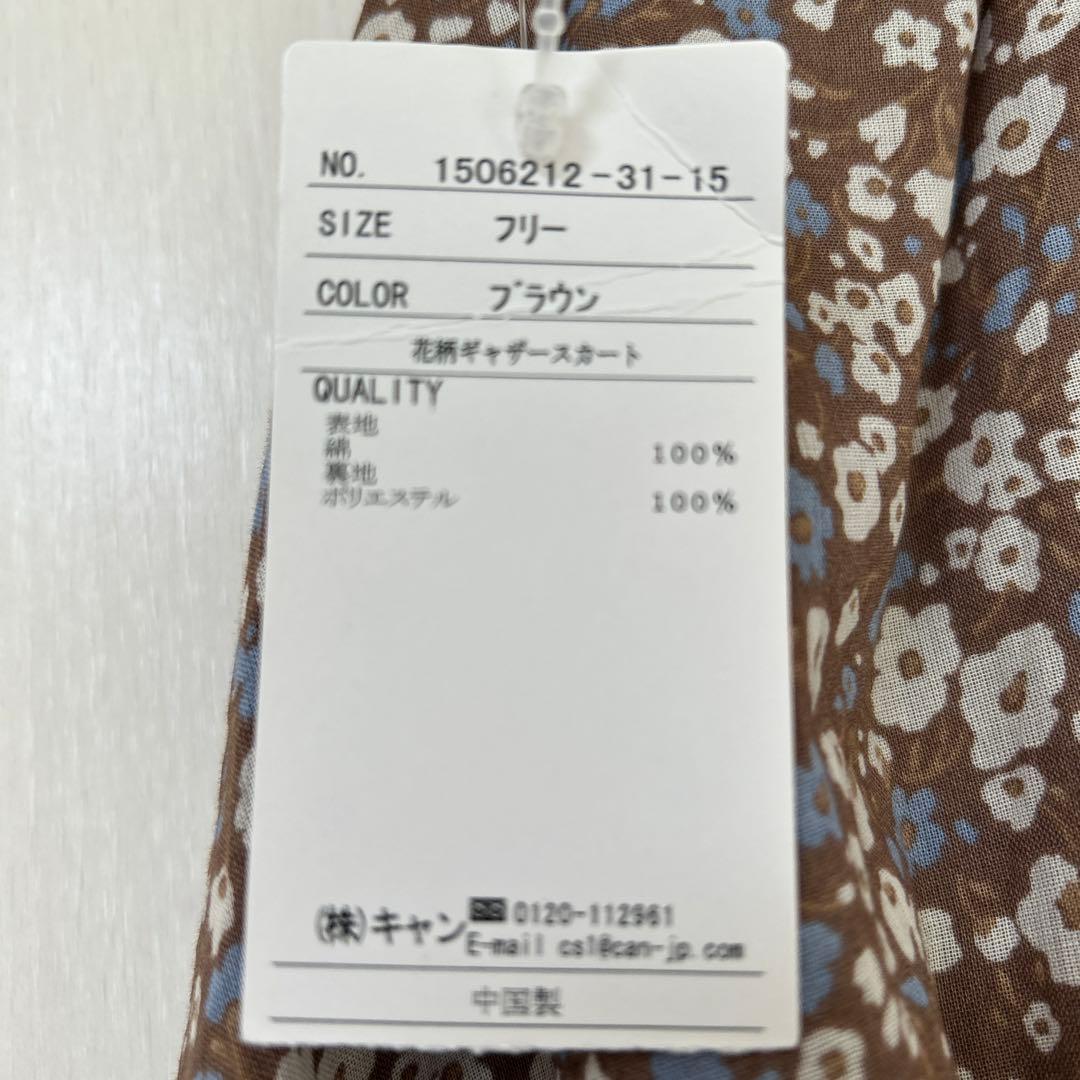 NO. 1506212-31-15
SIZE フリー
COLOR ブラウン
花柄ギャザースカート
QUALITY
表地
綿 100%
裏地
ポリエステル 100%
(株)キャン 0120-112961
E-mail cs1@can-jp.com
中国製